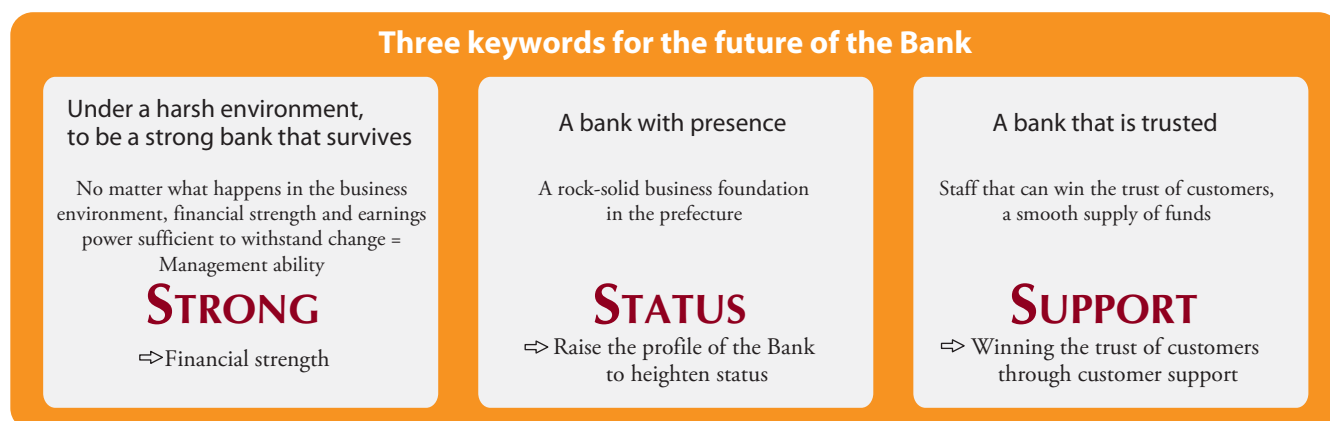 Three keywords for the future of the Bank
Under a harsh environment,
to be a strong bank that survives
No matter what happens in the business
environment, financial strength and earnings
power sufficient to withstand change =
Management ability
STRONG
⇨Financial strength
A bank with presence
A rock-solid business foundation
in the prefecture
STATUS
⇨ Raise the profile of the Bank
to heighten status
A bank that is trusted
Staff that can win the trust of customers,
a smooth supply of funds
SUPPORT
⇨ Winning the trust of customers
through customer support